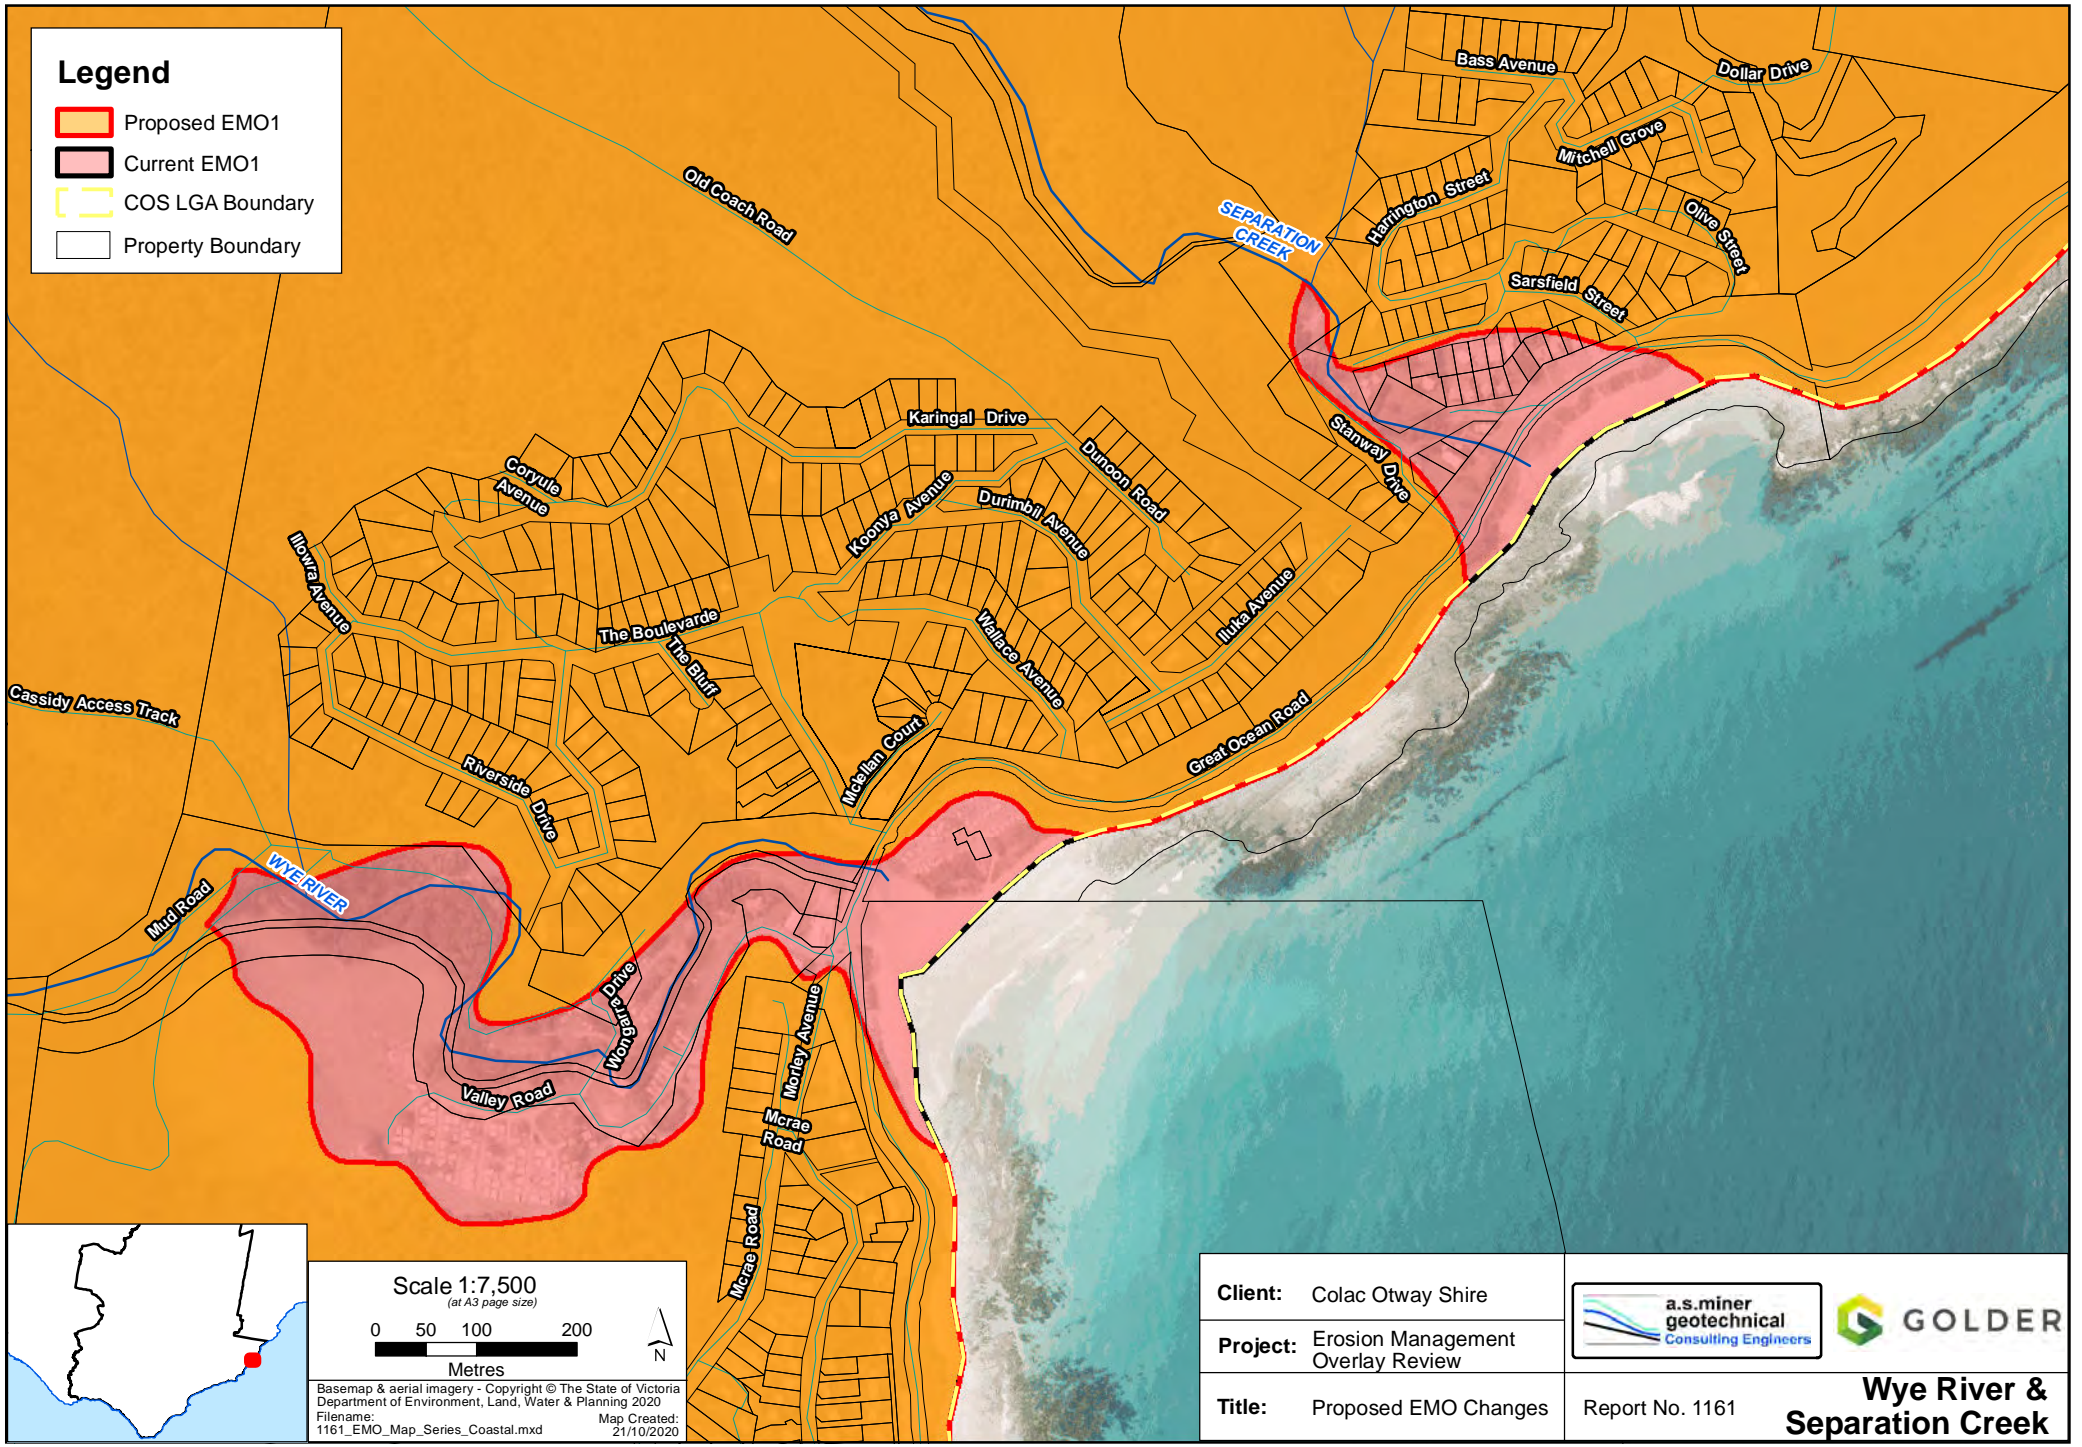 Legend
Proposed EMO1
Current EMO1
COS LGA Boundary
Property Boundary
Bass Avenue
Dollar Drive
Mitchell Grove
Harrington Street
Olive Street
Sarsfield Street
SEPARATION
CREEK
Old Coach Road
Stanway Drive
Karingal Drive
Dunoon Road
Coryule
Avenue
Koonya Avenue
Durimbil Avenue
Illowra Avenue
The Boulevarde
The Bluff
Wallace Avenue
Iluka Avenue
Cassidy Access Track
Mclellan Court
Great Ocean Road
Riverside Drive
WYE RIVER
Mud Road
Wongarra Drive
Valley Road
Morley Avenue
Mcrae
Road
Mcrae Road
Scale 1:7,500
(at A3 page size)
0 50 100 200
Metres
N
Basemap & aerial imagery - Copyright © The State of Victoria
Department of Environment, Land, Water & Planning 2020
Filename:
1161_EMO_Map_Series_Coastal.mxd
Map Created:
21/10/2020
Client: Colac Otway Shire
Project: Erosion Management
Overlay Review
Title: Proposed EMO Changes
a.s.miner
geotechnical
Consulting Engineers
GOLDER
Report No. 1161
Wye River &
Separation Creek